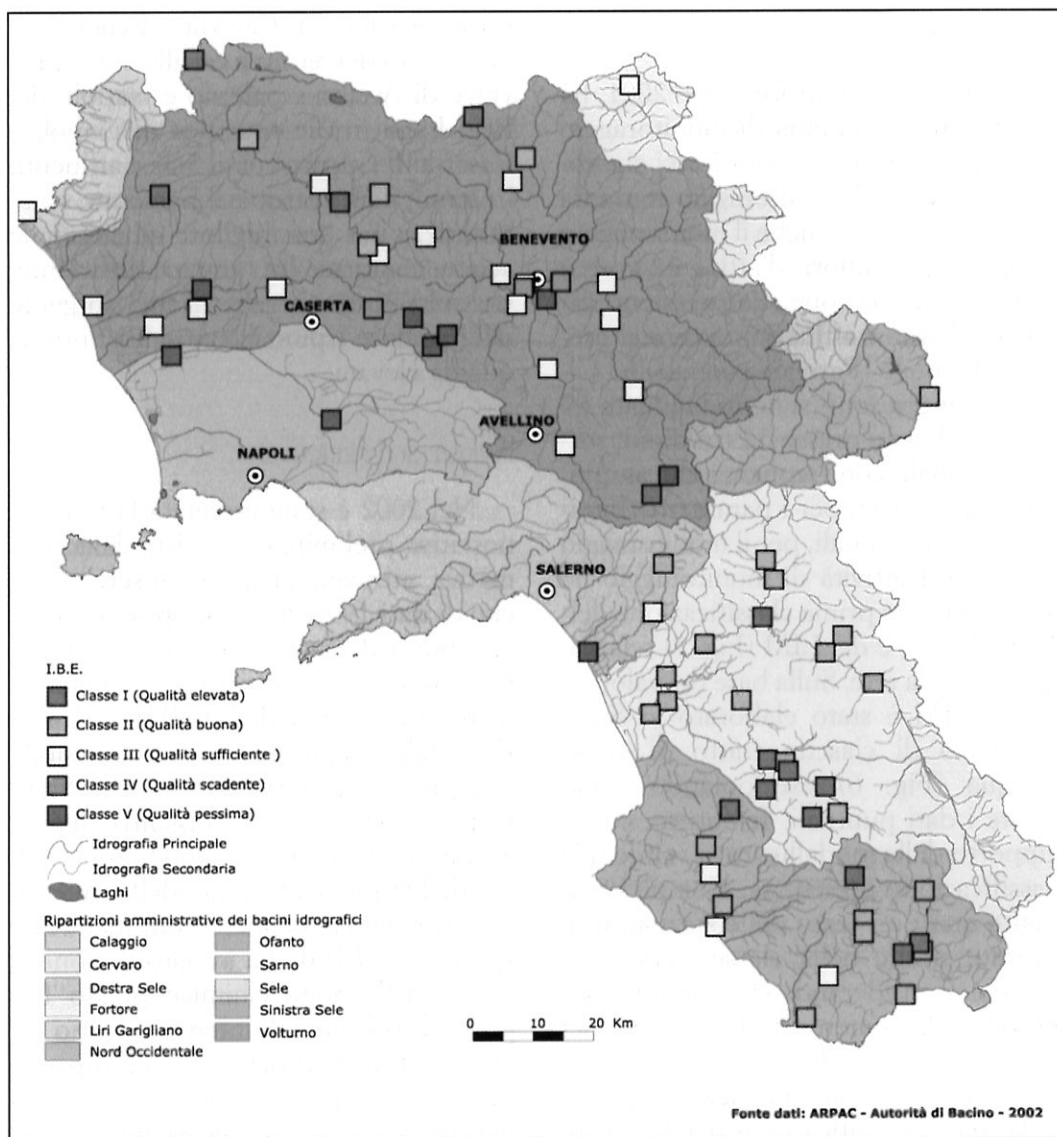 BENEVENTO
CASERTA
AVELLINO
NAPOLI
SALERNO
I.B.E.
Classe I (Qualità elevata)
Classe II (Qualità buona)
Classe III (Qualità sufficiente )
Classe IV (Qualità scadente)
Classe V (Qualità pessima)
Idrografia Principale
Idrografia Secondaria
Laghi
Ripartizioni amministrative dei bacini idrografici
Calaggio
Cervaro
Destra Sele
Fortore
Liri Garigliano
Nord Occidentale
Ofanto
Sarno
Sele
Sinistra Sele
Volturno
0 10 20 Km
Fonte dati: ARPAC - Autorità di Bacino - 2002